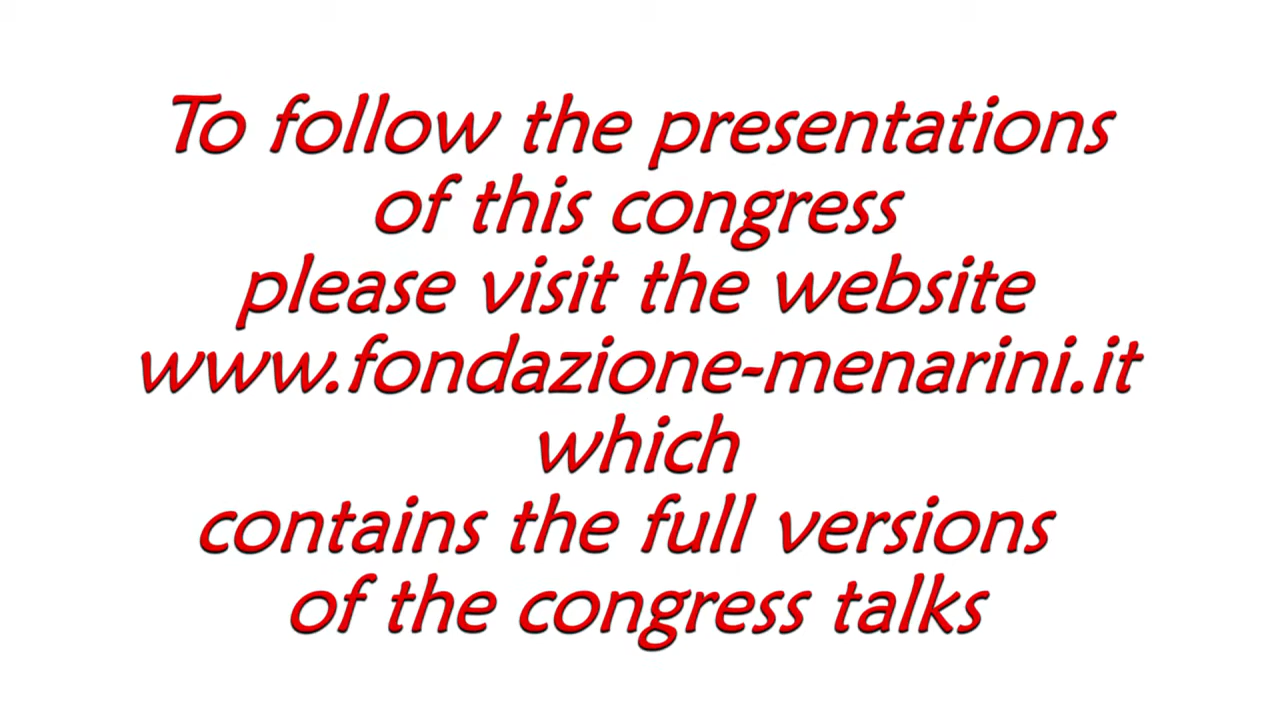 To follow the presentations
of this congress
please visit the website
www.fondazione-menarini.it
which
contains the full versions
of the congress talks